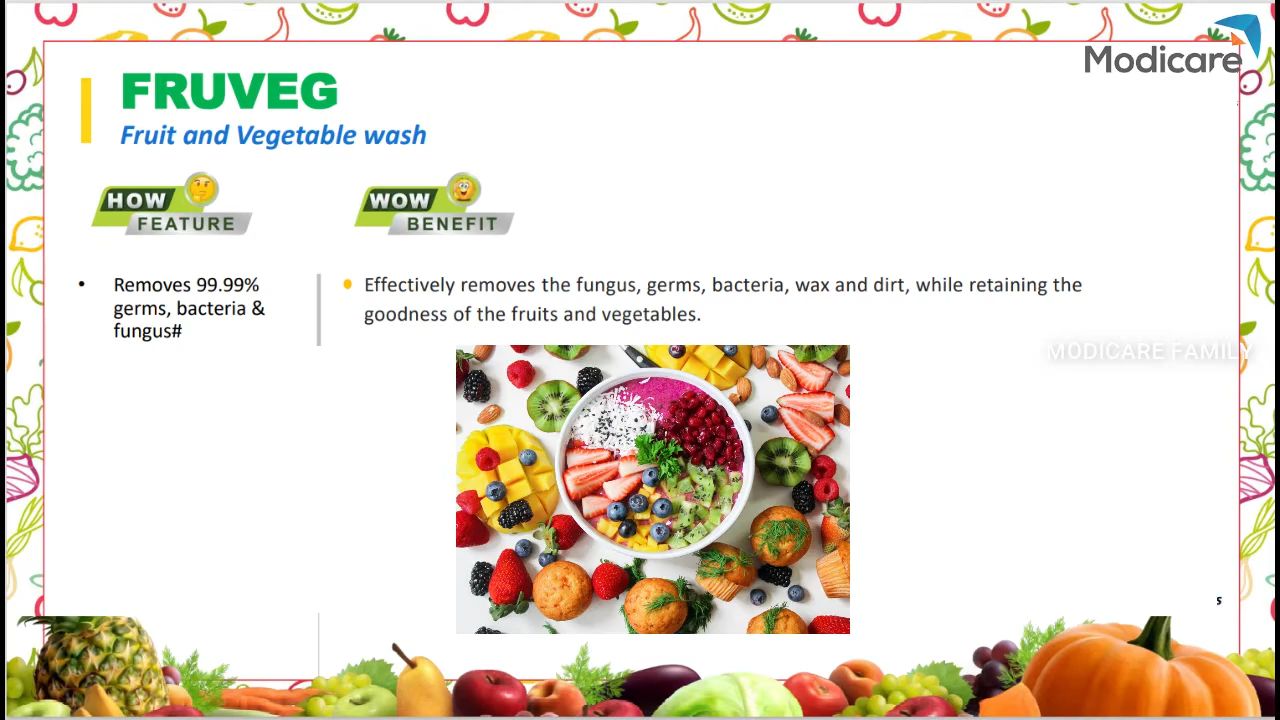 Modicare
FRUVEG
Fruit and Vegetable wash
HOW
FEATURE
WOW
BENEFIT
• Removes 99.99%
germs, bacteria &
fungus#
• Effectively removes the fungus, germs, bacteria, wax and dirt, while retaining the
goodness of the fruits and vegetables.
MODICARE FAMILY
5